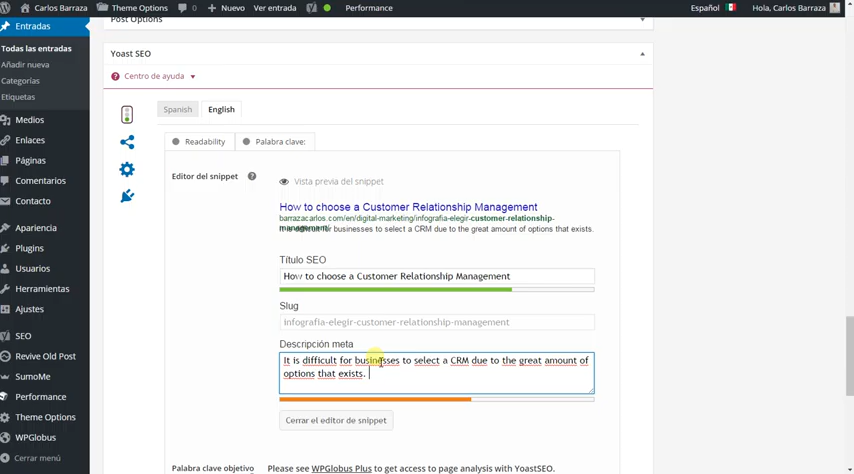 Carlos Barraza
Theme Options
0
Nuevo
Ver entrada
Performance
Español
Hola, Carlos Barraza
Entradas
Todas las entradas
Añadir nueva
Categorías
Etiquetas
Medios
Enlaces
Páginas
Comentarios
Contacto
Apariencia
Plugins
Usuarios
Herramientas
Ajustes
SEO
Revive Old Post
SumoMe
Performance
Theme Options
WPGlobus
Cerrar menú
Post Options
Yoast SEO
Centro de ayuda
Spanish
English
Readability
Palabra clave:
Editor del snippet
Vista previa del snippet
How to choose a Customer Relationship Management
barrazacarlos.com/en/digital-marketing/infografia-elegir-customer-relationship-
management/
It is difficult for businesses to select a CRM due to the great amount of options that exists.
Título SEO
How to choose a Customer Relationship Management
Slug
infografia-elegir-customer-relationship-management
Descripción meta
It is difficult for businesses to select a CRM due to the great amount of
options that exists.
Cerrar el editor de snippet
Palabra clave objetivo
Please see WPGlobus Plus to get access to page analysis with YoastSEO.